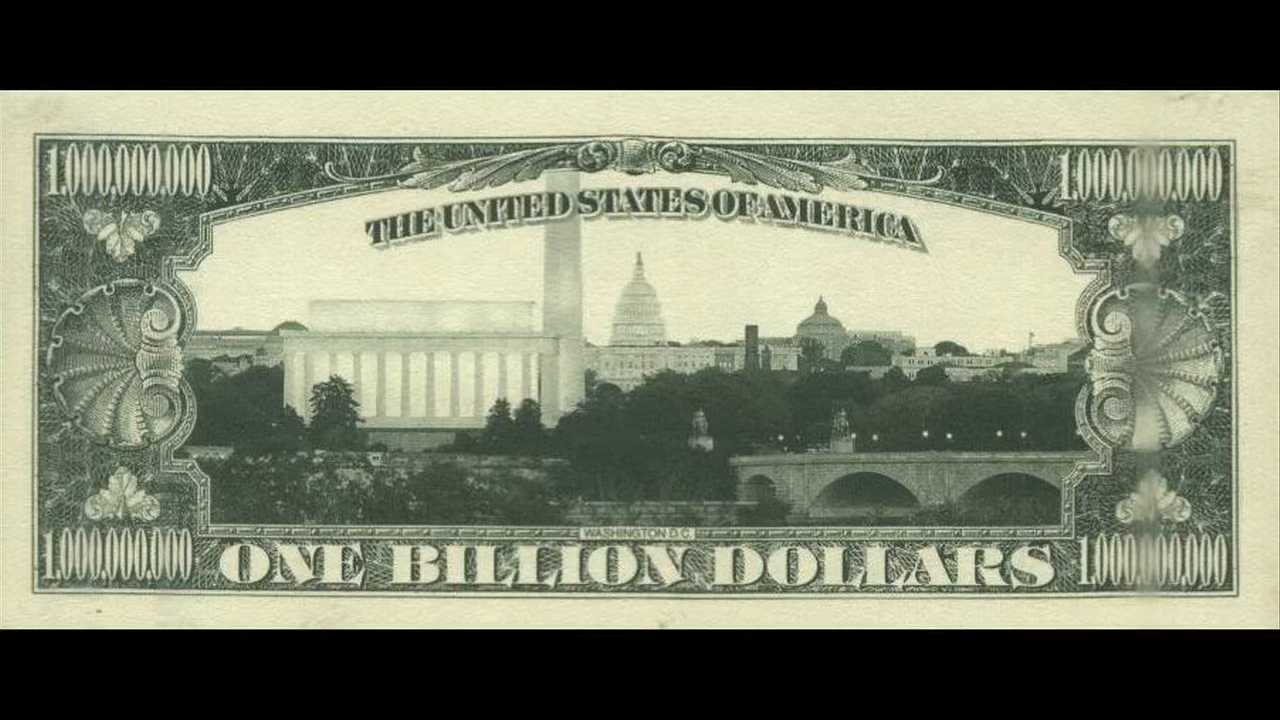 1,000,000,000
1,000,000,000
THE UNITED STATES OF AMERICA
WASHINGTON D.C.
1,000,000,000
ONE BILLION DOLLARS
1,000,000,000